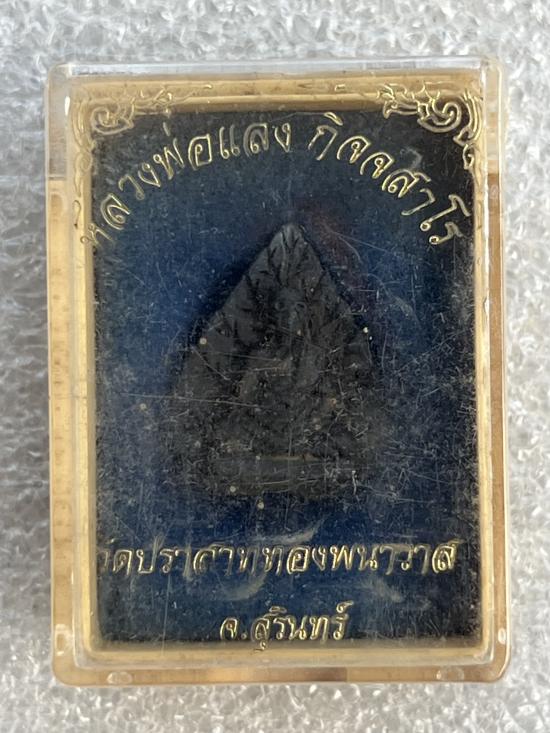 หลวงพ่อแสง กิจจสาโร
วัดปราสาททองพนาวาส
จ.สุรินทร์